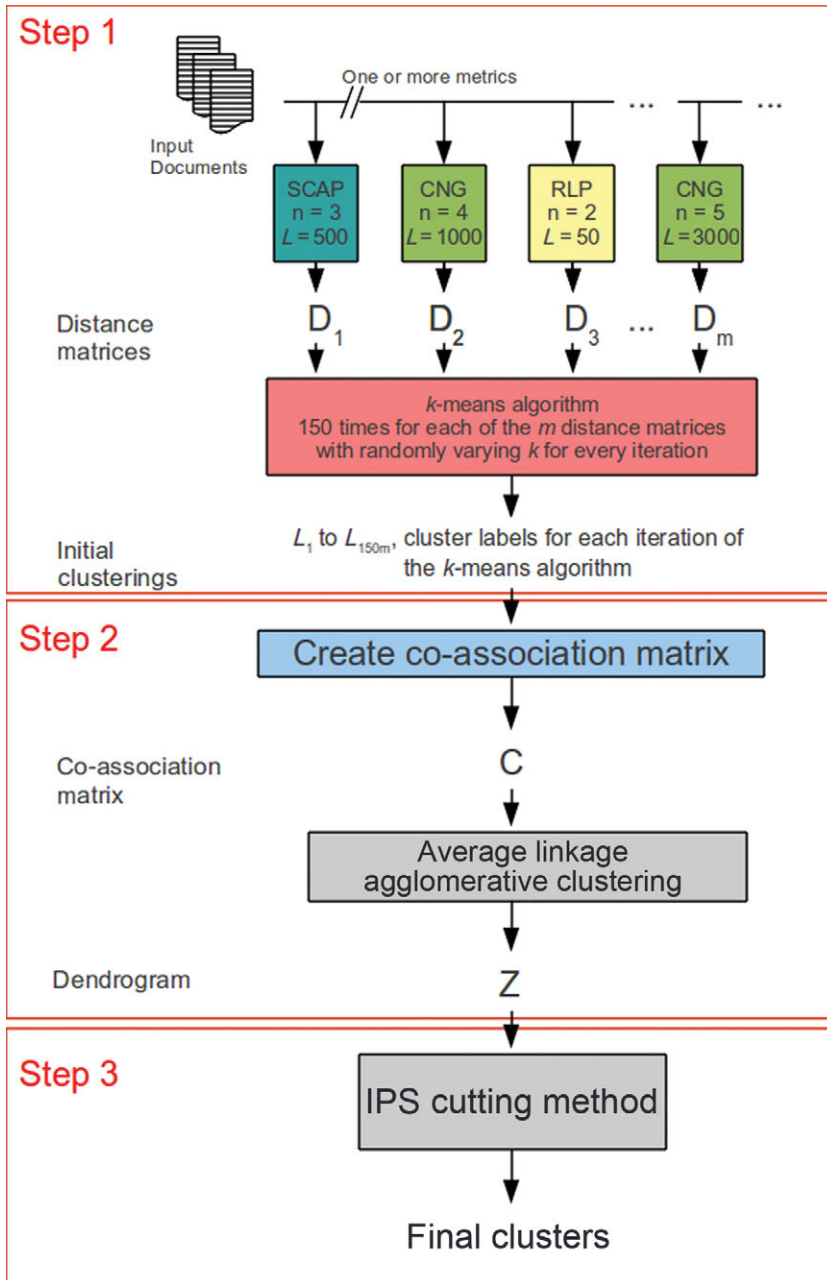 Step 1
One or more metrics
... ...
Input
Documents
SCAP
n = 3
L = 500
CNG
n = 4
L = 1000
RLP
n = 2
L = 50
CNG
n = 5
L = 3000
Distance
matrices
D1 D2 D3 ... Dm
k-means algorithm
150 times for each of the m distance matrices
with randomly varying k for every iteration
Initial
clusterings
L1 to L150m, cluster labels for each iteration of
the k-means algorithm
Step 2
Create co-association matrix
Co-association
matrix
C
Average linkage
agglomerative clustering
Dendrogram
Z
Step 3
IPS cutting method
Final clusters